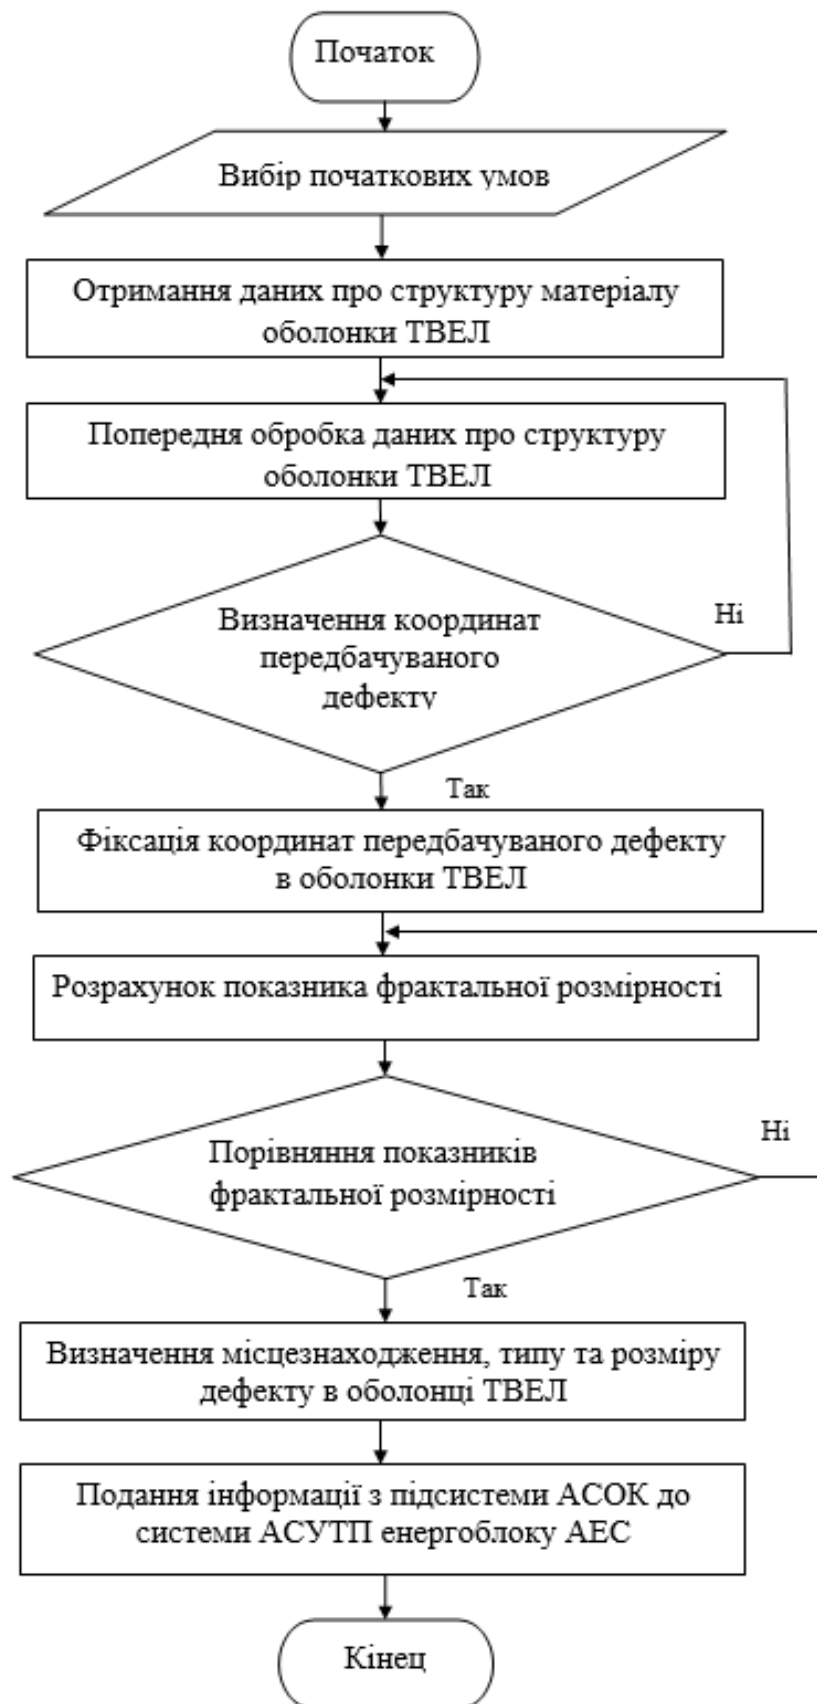 Початок
Вибір початкових умов
Отримання даних про структуру матеріалу
оболонки ТВЕЛ
Попередня обробка даних про структуру
оболонки ТВЕЛ
Визначення координат
передбачуваного
дефекту
Ні
Так
Фіксація координат передбачуваного дефекту
в оболонки ТВЕЛ
Розрахунок показника фрактальної розмірності
Порівняння показників
фрактальної розмірності
Ні
Так
Визначення місцезнаходження, типу та розміру
дефекту в оболонці ТВЕЛ
Подання інформації з підсистеми АСОК до
системи АСУТП енергоблоку АЕС
Кінец